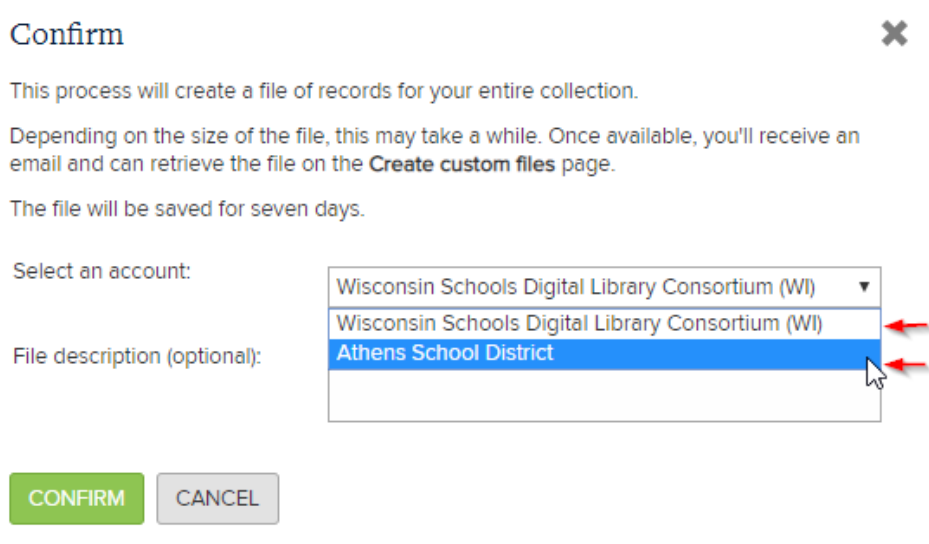 Confirm
This process will create a file of records for your entire collection.
Depending on the size of the file, this may take a while. Once available, you'll receive an
email and can retrieve the file on the Create custom files page.
The file will be saved for seven days.
Select an account:
Wisconsin Schools Digital Library Consortium (WI)
Wisconsin Schools Digital Library Consortium (WI)
Athens School District
File description (optional):
CONFIRM
CANCEL